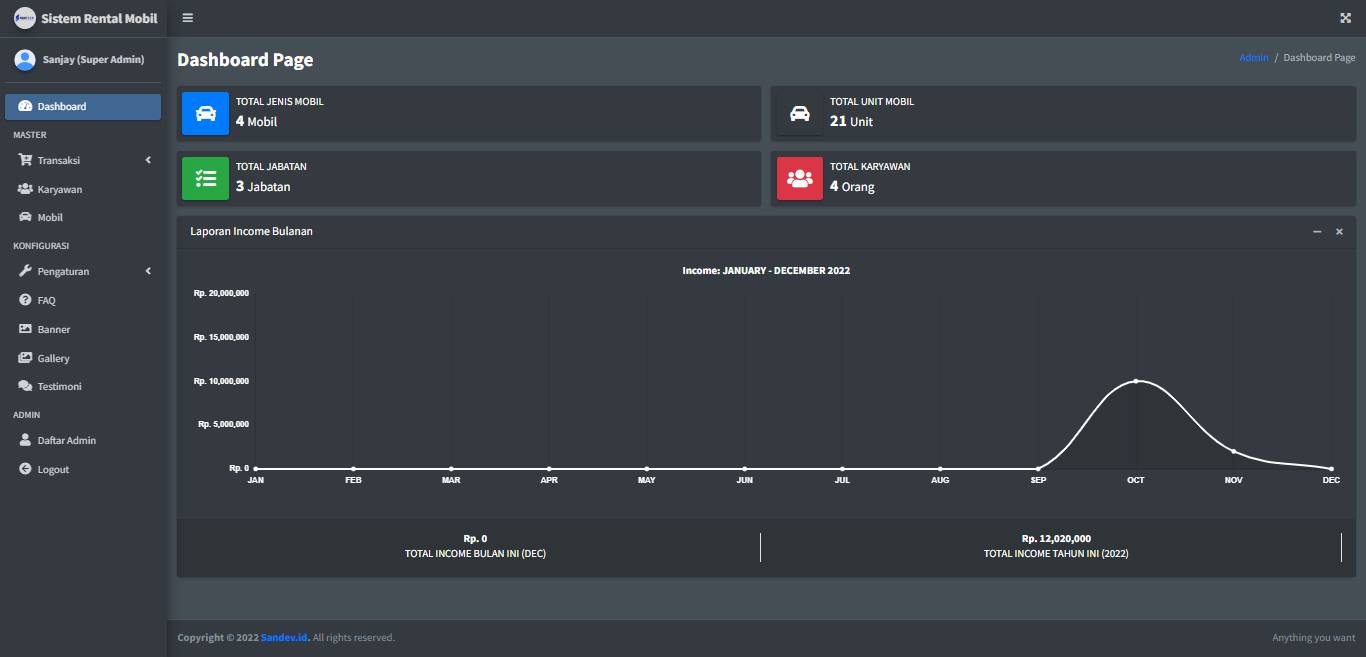 Sistem Rental Mobil
Sanjay (Super Admin)
Dashboard
MASTER
Transaksi
Karyawan
Mobil
KONFIGURASI
Pengaturan
FAQ
Banner
Gallery
Testimoni
ADMIN
Daftar Admin
Logout
Dashboard Page
Admin / Dashboard Page
TOTAL JENIS MOBIL
4 Mobil
TOTAL UNIT MOBIL
21 Unit
TOTAL JABATAN
3 Jabatan
TOTAL KARYAWAN
4 Orang
Laporan Income Bulanan
Income: JANUARY - DECEMBER 2022
Rp. 20,000,000
Rp. 15,000,000
Rp. 10,000,000
Rp. 5,000,000
Rp. 0
JAN FEB MAR APR MAY JUN JUL AUG SEP OCT NOV DEC
Rp. 0
TOTAL INCOME BULAN INI (DEC)
Rp. 12,020,000
TOTAL INCOME TAHUN INI (2022)
Copyright © 2022 Sandev.id. All rights reserved.
Anything you want